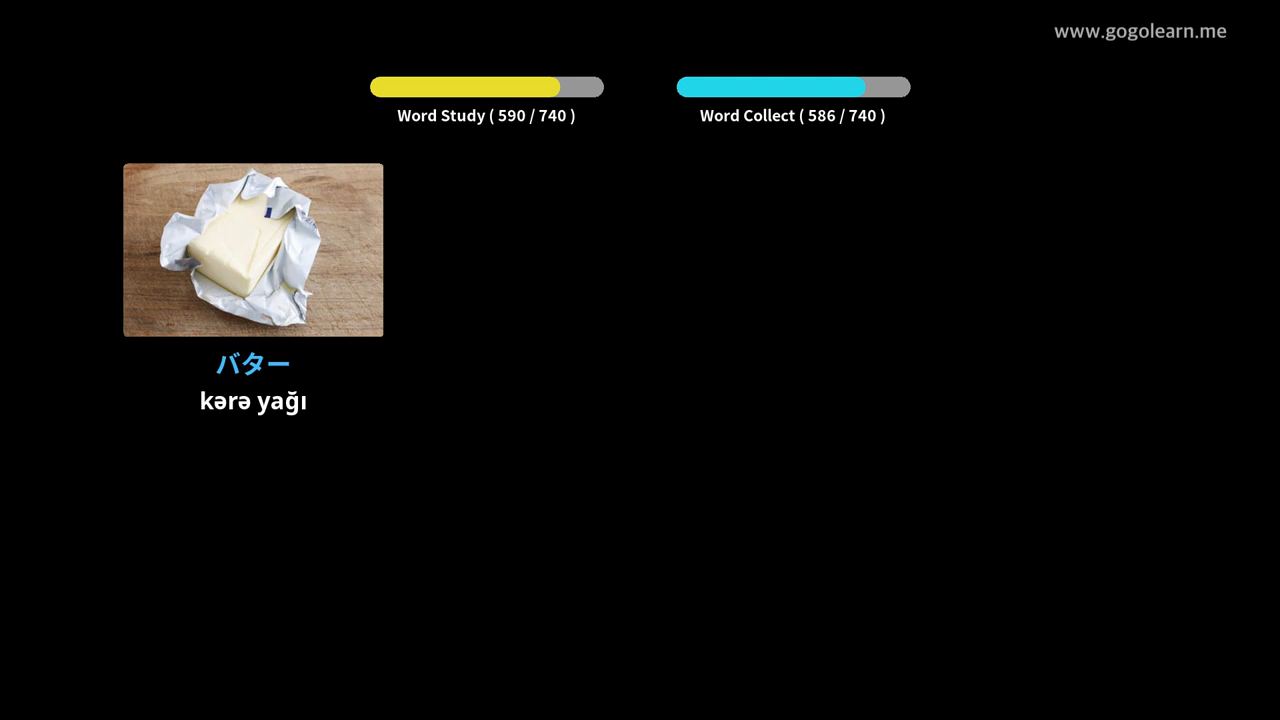 www.gogolearn.me
Word Study ( 590 / 740 )
Word Collect ( 586 / 740 )
バター
kərə yağı